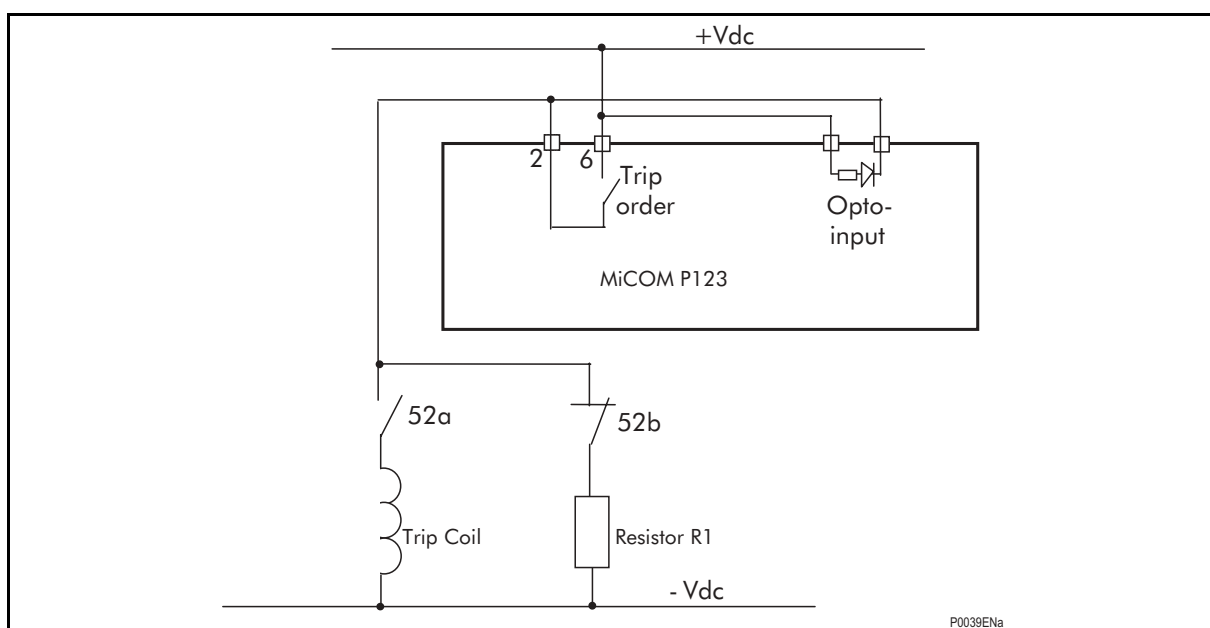 +Vdc
2
6
Trip
order
Opto-
input
MiCOM P123
52a
52b
Trip Coil
Resistor R1
- Vdc
P0039ENa